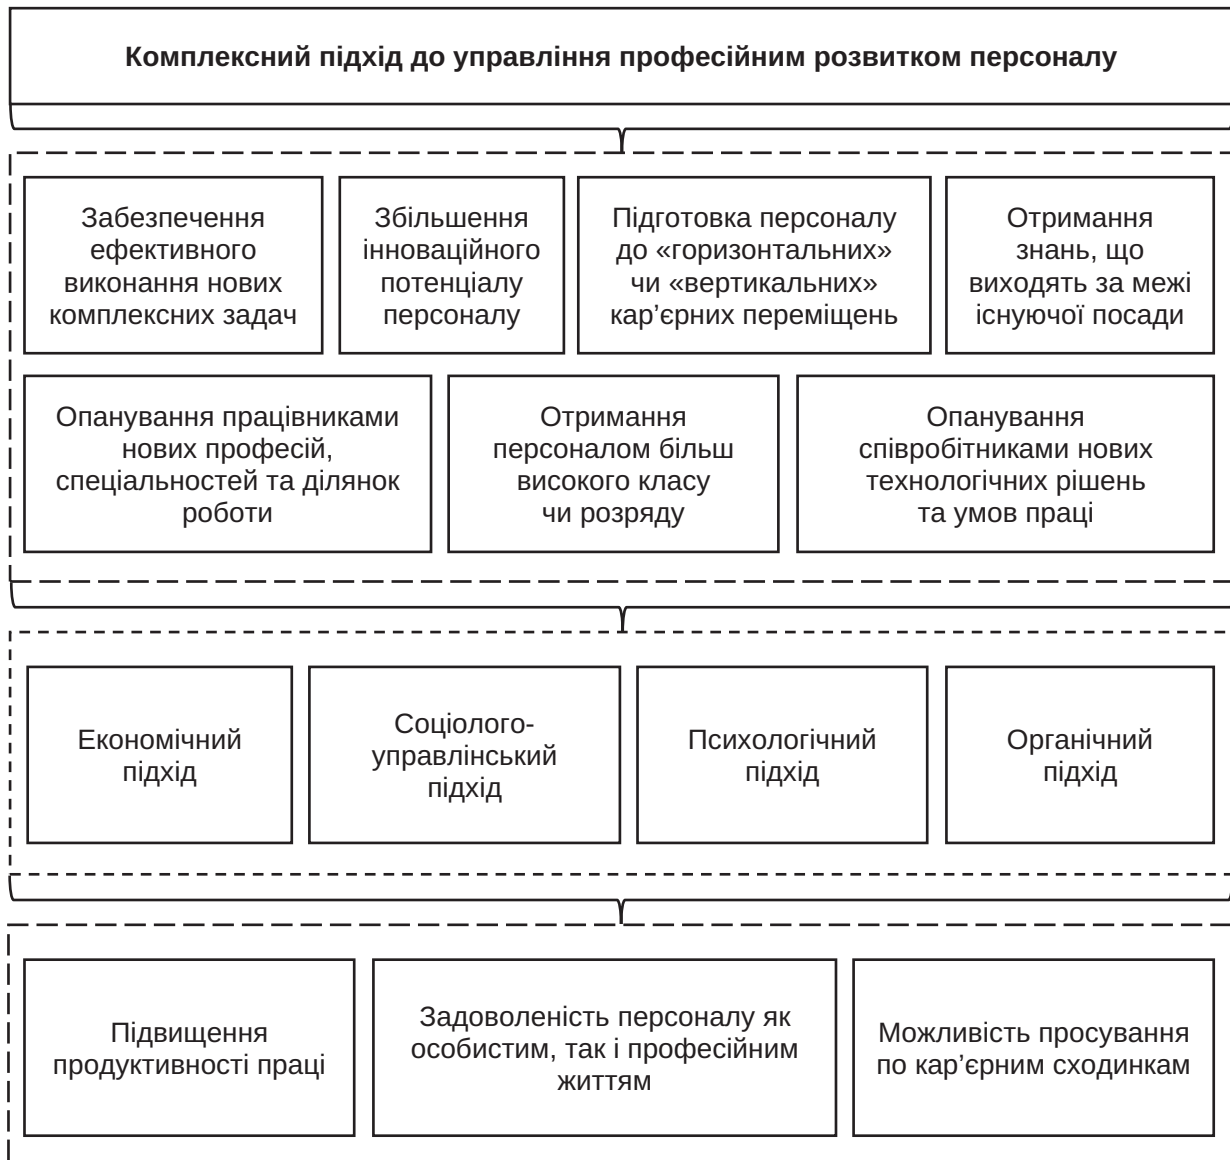 Комплексний підхід до управління професійним розвитком персоналу
Забезпечення
ефективного
виконання нових
комплексних задач
Збільшення
інноваційного
потенціалу
персоналу
Підготовка персоналу
до «горизонтальних»
чи «вертикальних»
кар’єрних переміщень
Отримання
знань, що
виходять за межі
існуючої посади
Опанування працівниками
нових професій,
спеціальностей та ділянок
роботи
Отримання
персоналом більш
високого класу
чи розряду
Опанування
співробітниками нових
технологічних рішень
та умов праці
Економічний
підхід
Соціолого-
управлінський
підхід
Психологічний
підхід
Органічний
підхід
Підвищення
продуктивності праці
Задоволеність персоналу як
особистим, так і професійним
життям
Можливість просування
по кар’єрним сходинкам